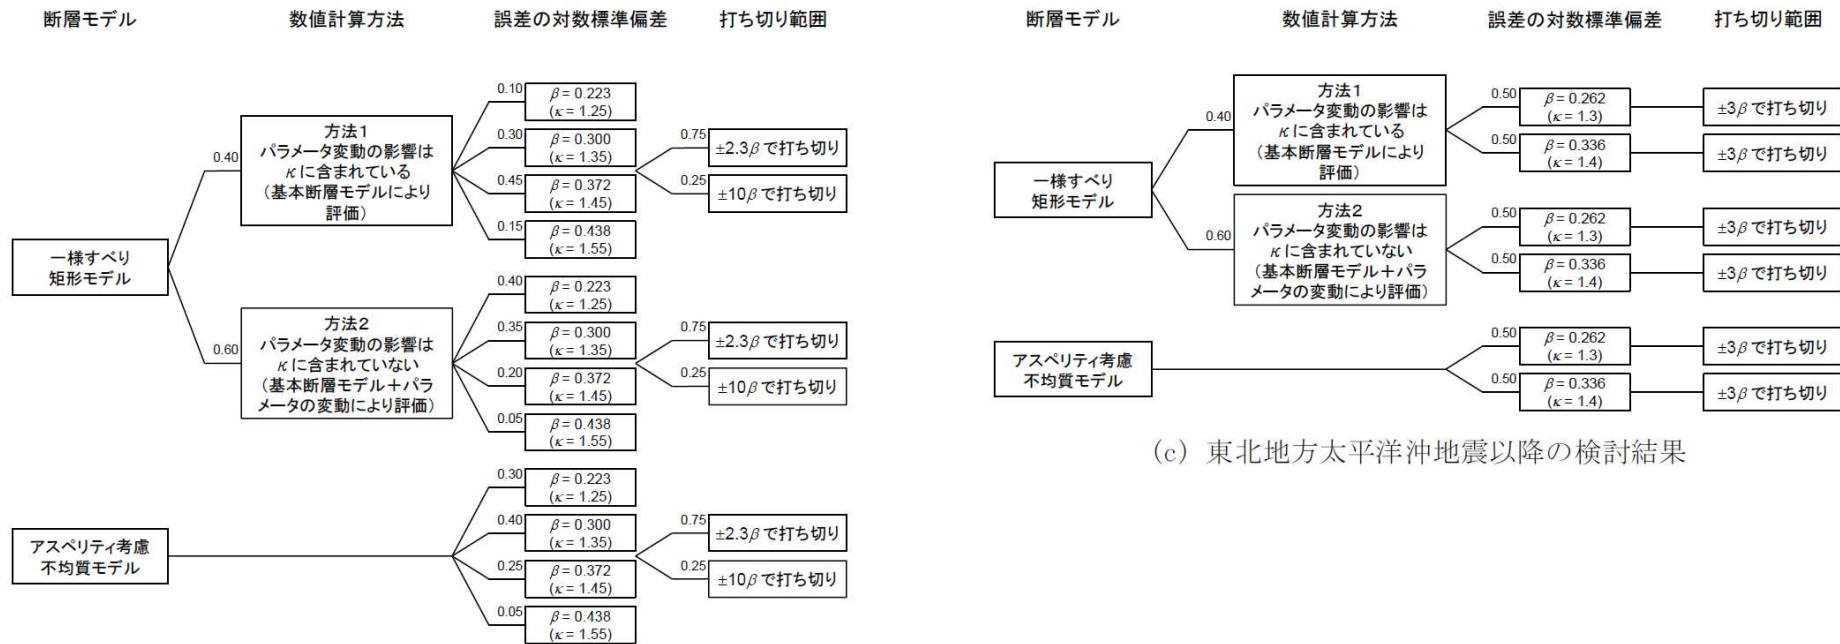 断層モデル
数値計算方法
誤差の対数標準偏差
打ち切り範囲
一様すべり
矩形モデル
0.40
方法1
パラメータ変動の影響は
κに含まれている
(基本断層モデルにより
評価)
0.10
β = 0.223
(κ = 1.25)
0.30
β = 0.300
(κ = 1.35)
0.45
β = 0.372
(κ = 1.45)
0.15
β = 0.438
(κ = 1.55)
0.75
±2.3βで打ち切り
0.25
±10βで打ち切り
0.60
方法2
パラメータ変動の影響は
κに含まれていない
(基本断層モデル+パラ
メータの変動により評価)
0.40
β = 0.223
(κ = 1.25)
0.35
β = 0.300
(κ = 1.35)
0.20
β = 0.372
(κ = 1.45)
0.05
β = 0.438
(κ = 1.55)
0.75
±2.3βで打ち切り
0.25
±10βで打ち切り
アスペリティ考慮
不均質モデル
0.30
β = 0.223
(κ = 1.25)
0.40
β = 0.300
(κ = 1.35)
0.25
β = 0.372
(κ = 1.45)
0.05
β = 0.438
(κ = 1.55)
0.75
±2.3βで打ち切り
0.25
±10βで打ち切り
断層モデル
数値計算方法
誤差の対数標準偏差
打ち切り範囲
一様すべり
矩形モデル
0.40
方法1
パラメータ変動の影響は
κに含まれている
(基本断層モデルにより
評価)
0.50
β = 0.262
(κ = 1.3)
±3βで打ち切り
0.50
β = 0.336
(κ = 1.4)
±3βで打ち切り
0.60
方法2
パラメータ変動の影響は
κに含まれていない
(基本断層モデル+パラ
メータの変動により評価)
0.50
β = 0.262
(κ = 1.3)
±3βで打ち切り
0.50
β = 0.336
(κ = 1.4)
±3βで打ち切り
アスペリティ考慮
不均質モデル
0.50
β = 0.262
(κ = 1.3)
±3βで打ち切り
0.50
β = 0.336
(κ = 1.4)
±3βで打ち切り
(c) 東北地方太平洋沖地震以降の検討結果